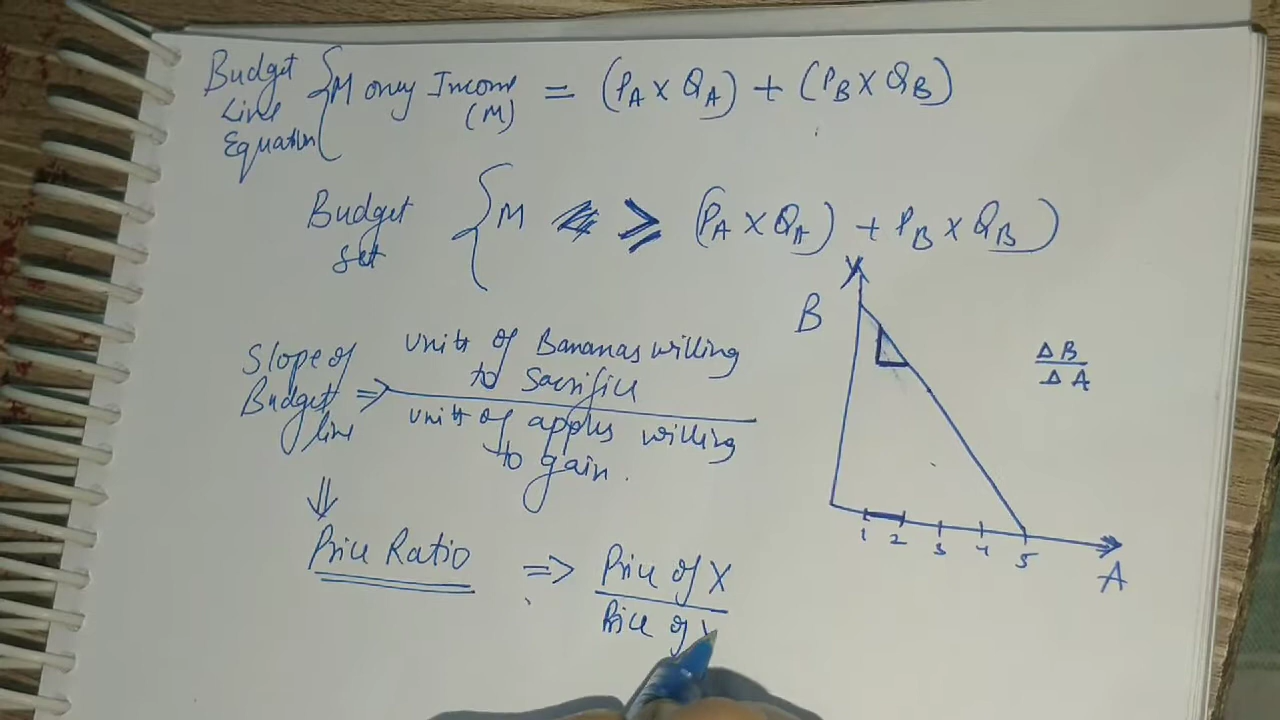 Budget Line Equation { Money Income (M) = (PA X QA) + (PB X QB)
Budget Set { M ≥ (PA X QA) + PB X QB)
Y
B
Slope of Budget line => units of Bananas willing to Sacrifice
units of apples willing to gain.
ΔB
ΔA
1 2 3 4 5
A
⇓
Price Ratio => Price of X
Price of